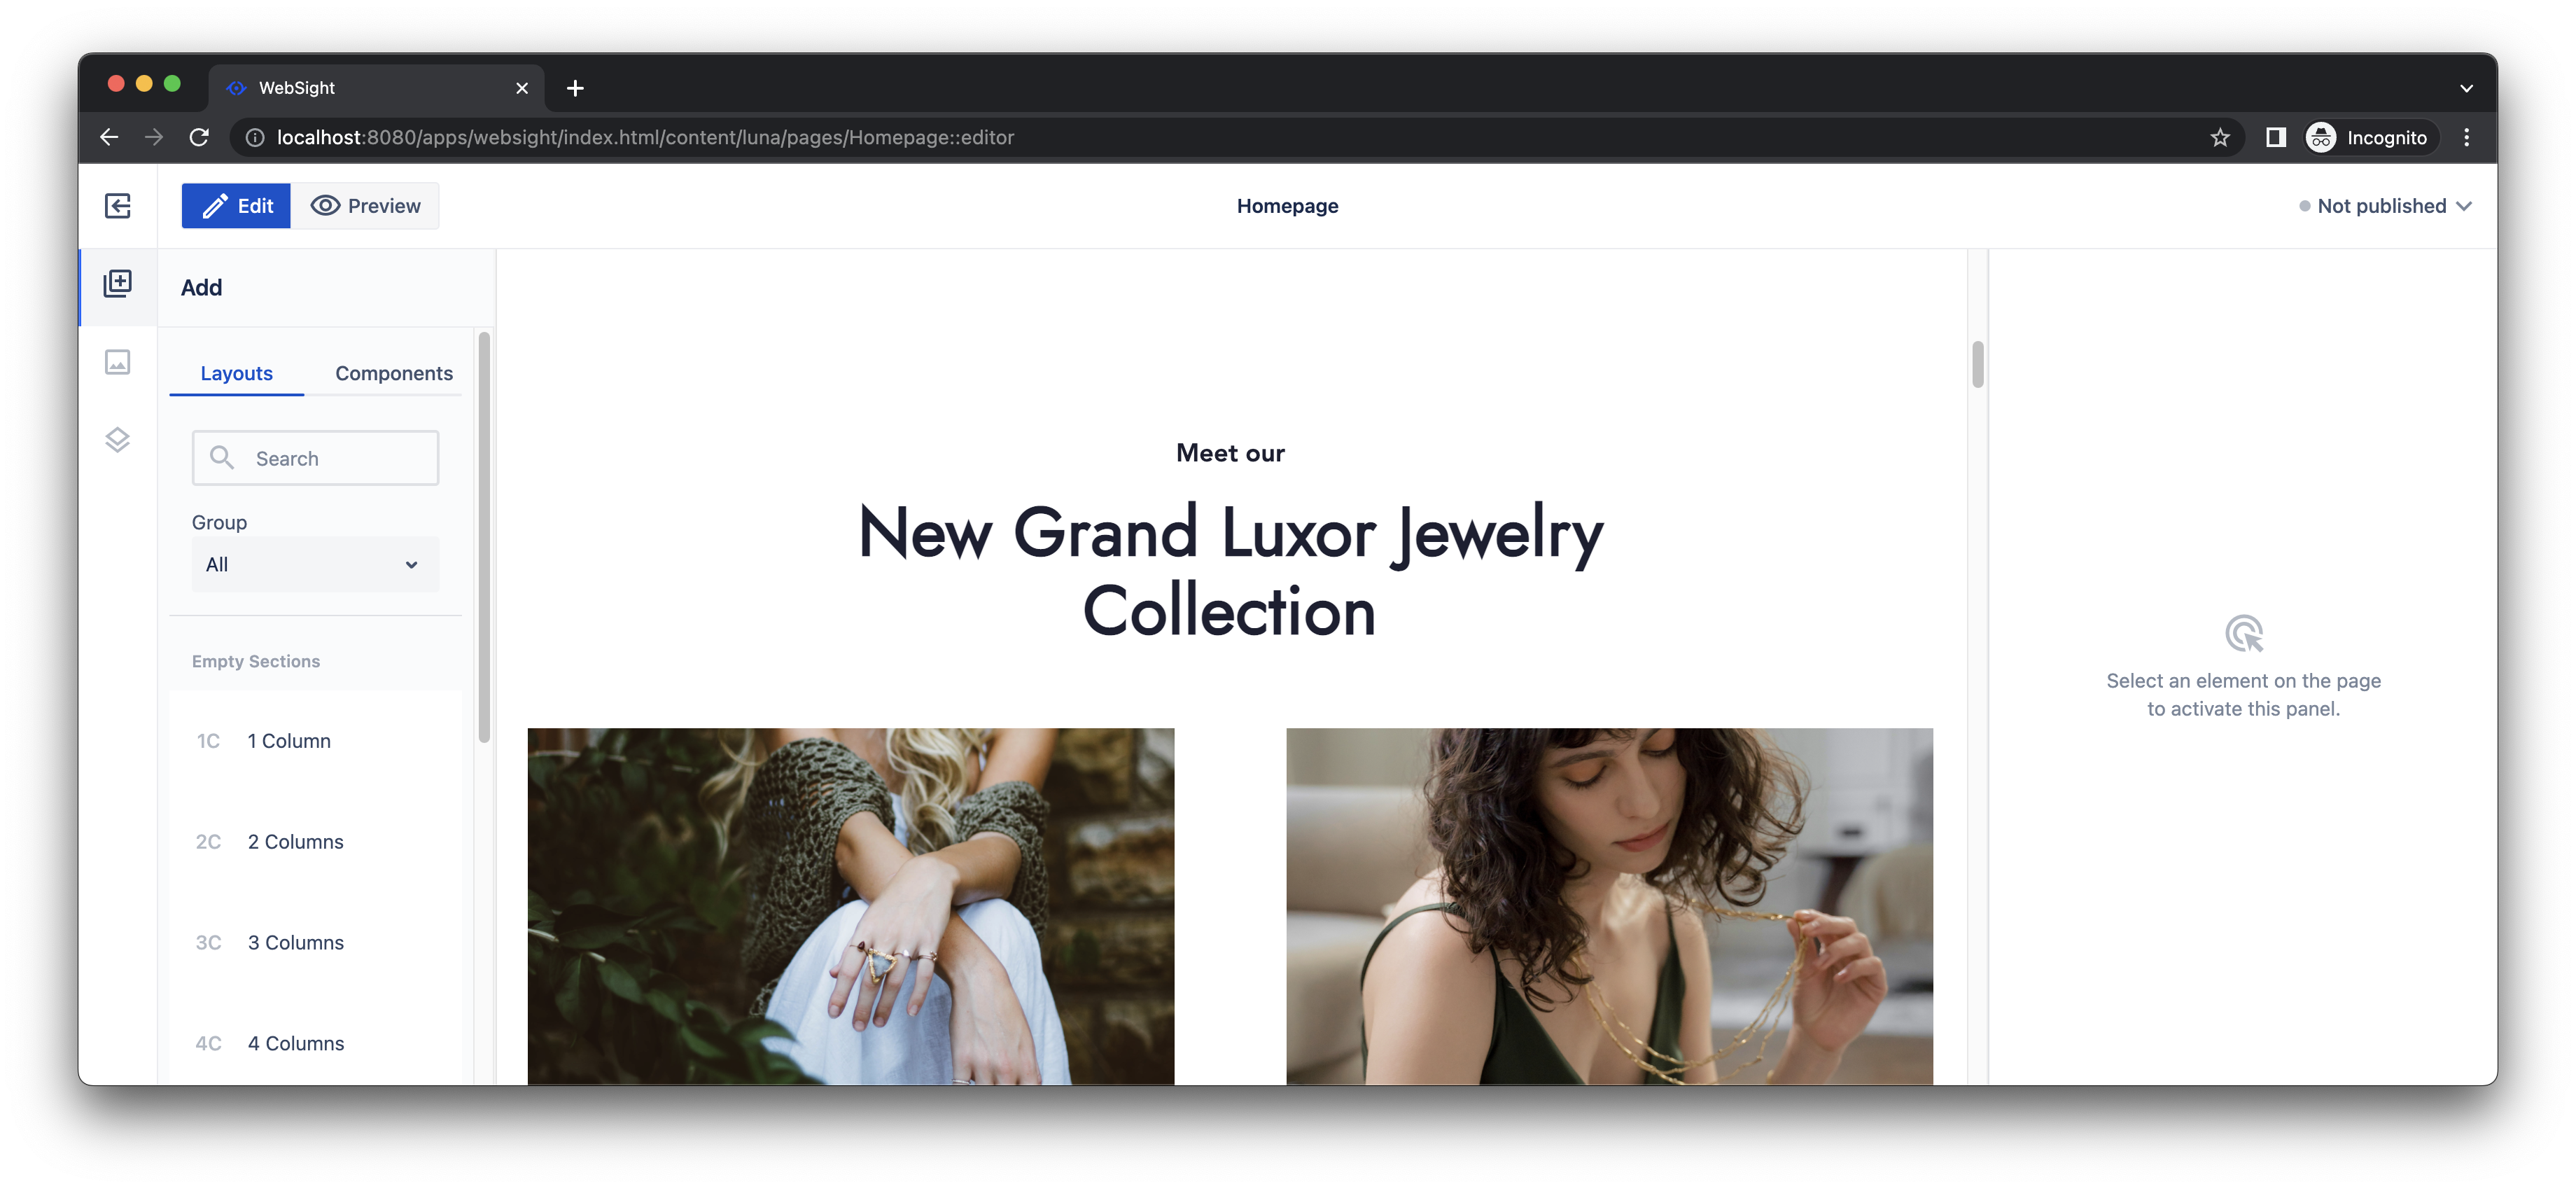 WebSight
localhost:8080/apps/websight/index.html/content/luna/pages/Homepage::editor
Incognito
Edit
Preview
Homepage
Not published
Add
Layouts
Components
Search
Group
All
Empty Sections
1C 1 Column
2C 2 Columns
3C 3 Columns
4C 4 Columns
Meet our
New Grand Luxor Jewelry
Collection
Select an element on the page
to activate this panel.